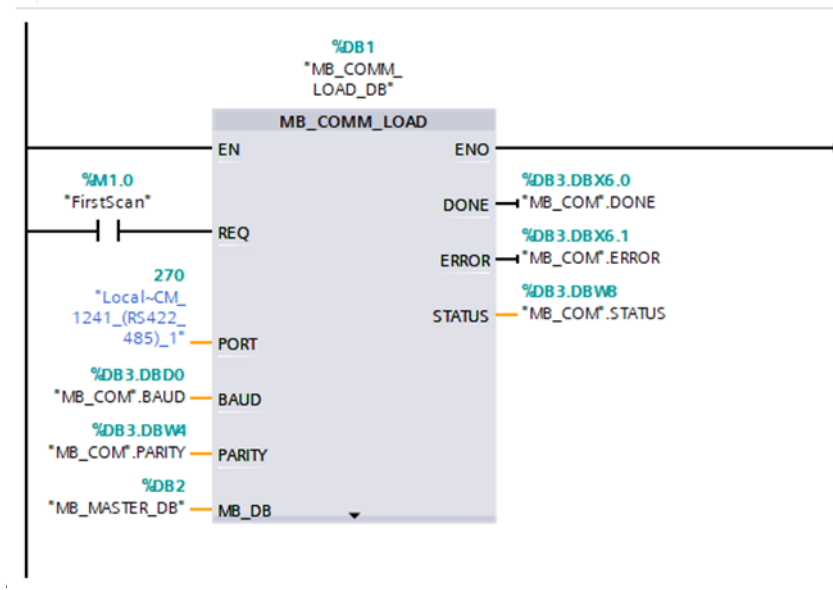 %DB1
"MB_COMM_
LOAD_DB"
MB_COMM_LOAD
EN
ENO
%M1.0
"FirstScan"
REQ
%DB3.DBX6.0
DONE
"MB_COM".DONE
%DB3.DBX6.1
ERROR
"MB_COM".ERROR
270
"Local~CM_
1241_(RS422_
485)_1"
PORT
%DB3.DBW8
STATUS
"MB_COM".STATUS
%DB3.DBD0
"MB_COM".BAUD
BAUD
%DB3.DBW4
"MB_COM".PARITY
PARITY
%DB2
"MB_MASTER_DB"
MB_DB